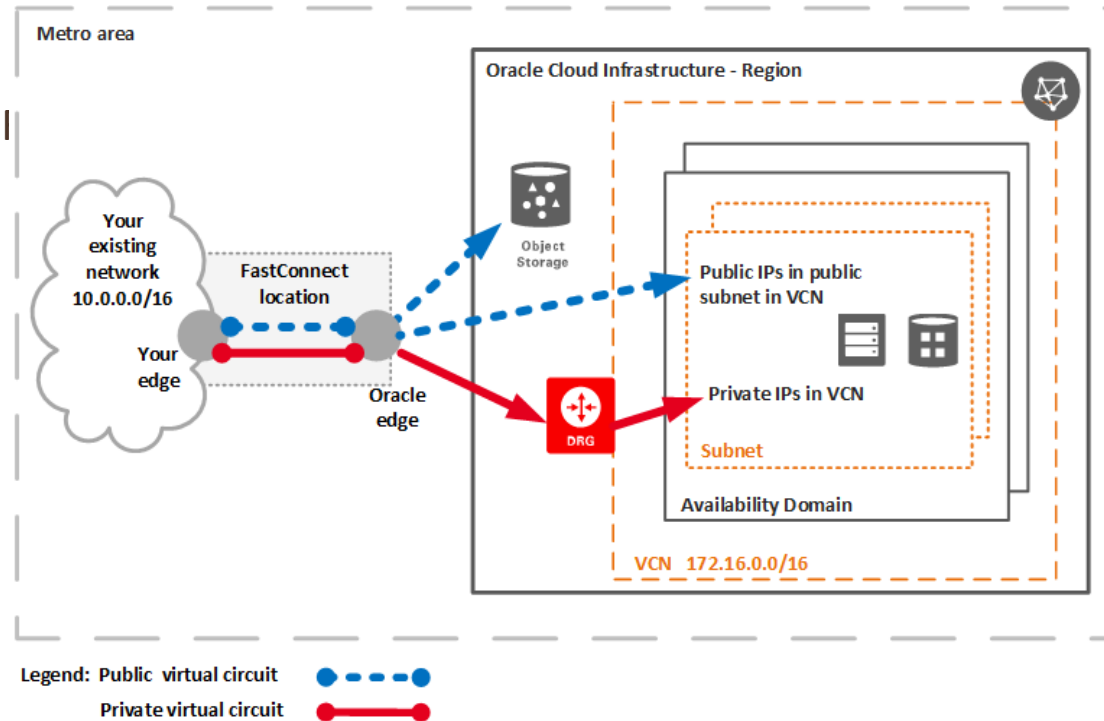 Metro area
Oracle Cloud Infrastructure - Region
Your
existing
network
10.0.0.0/16
Your
edge
FastConnect
location
Oracle
edge
Object
Storage
DRG
Public IPs in public
subnet in VCN
Private IPs in VCN
Subnet
Availability Domain
VCN 172.16.0.0/16
Legend: Public virtual circuit
Private virtual circuit